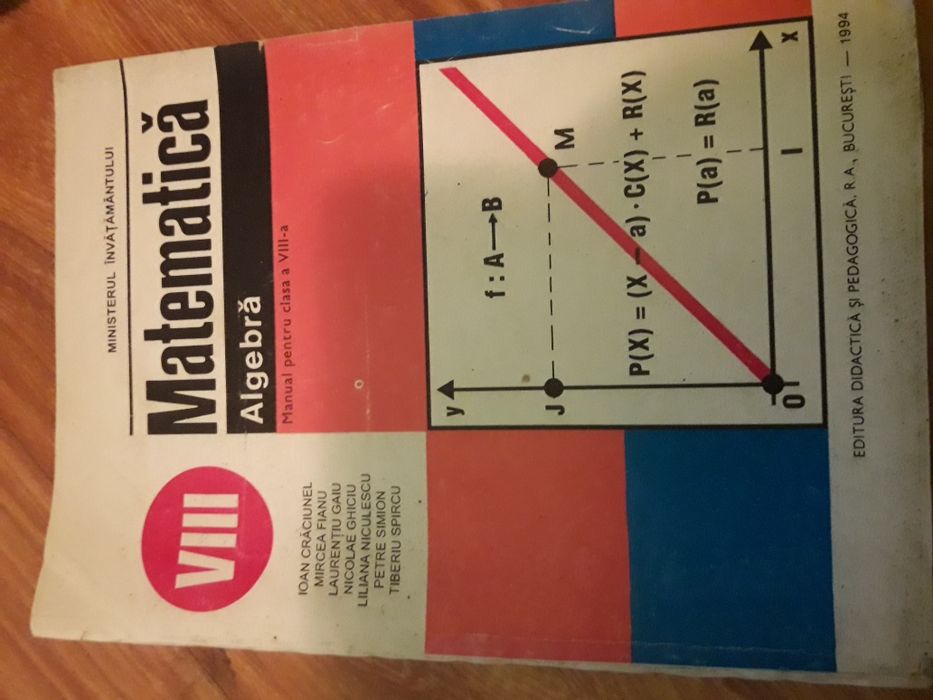 MINISTERUL ÎNVĂȚĂMÂNTULUI
Matematică
Algebră
Manual pentru clasa a VIII-a
VIII
IOAN CRĂCIUNEL
MIRCEA FIANU
LAURENȚIU GAIU
NICOLAE GHICIU
LILIANA NICULESCU
PETRE SIMION
TIBERIU SPIRCU
y
f : A → B
J
M
P(X) = (X − a) · C(X) + R(X)
P(a) = R(a)
O
I
x
EDITURA DIDACTICĂ ȘI PEDAGOGICĂ, R.A., BUCUREȘTI — 1994